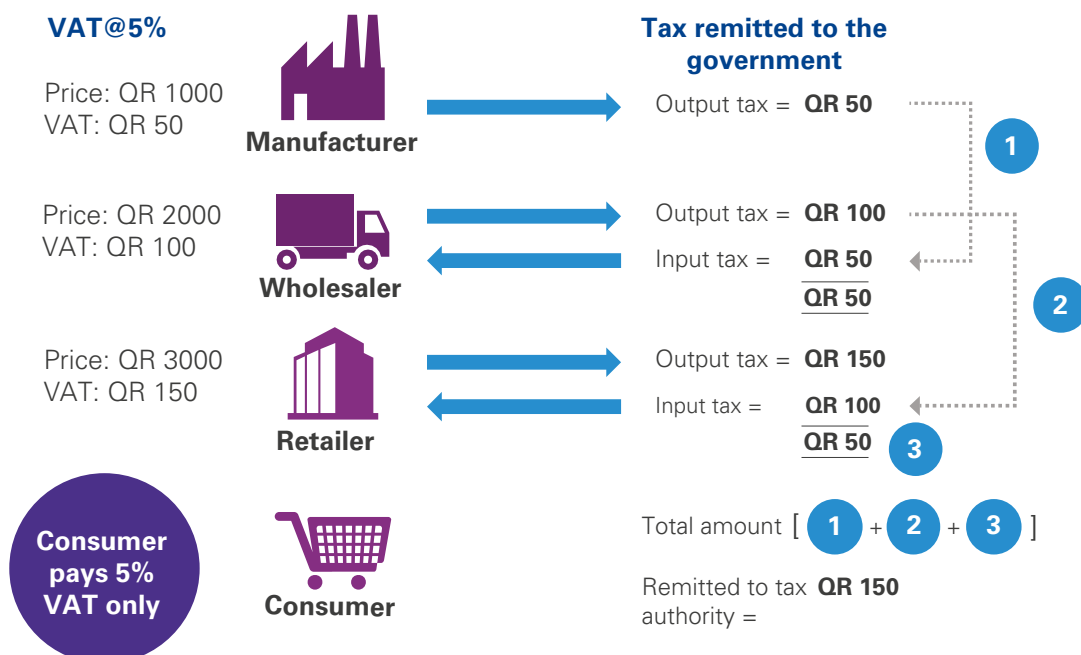 VAT@5%
Tax remitted to the
government
Price: QR 1000
VAT: QR 50
Manufacturer
Output tax = QR 50
1
Price: QR 2000
VAT: QR 100
Wholesaler
Output tax = QR 100
Input tax = QR 50
QR 50
2
Price: QR 3000
VAT: QR 150
Retailer
Output tax = QR 150
Input tax = QR 100
QR 50 3
Consumer
pays 5%
VAT only
Consumer
Total amount [ 1 + 2 + 3 ]
Remitted to tax QR 150
authority =